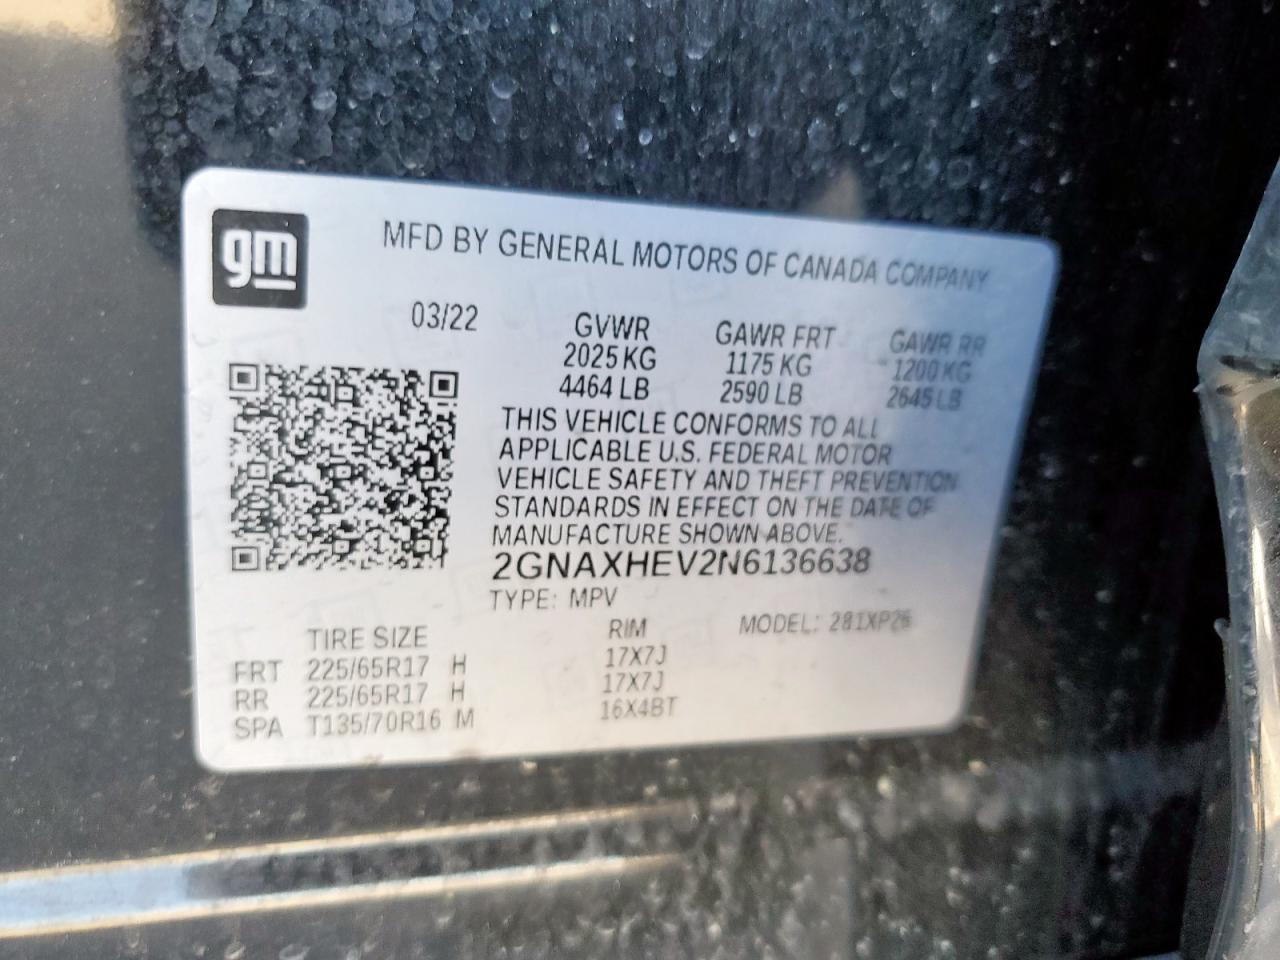 gm
MFD BY GENERAL MOTORS OF CANADA COMPANY
03/22
GVWR GAWR FRT GAWR RR
2025 KG 1175 KG 1200 KG
4464 LB 2590 LB 2645 LB
THIS VEHICLE CONFORMS TO ALL
APPLICABLE U.S. FEDERAL MOTOR
VEHICLE SAFETY AND THEFT PREVENTION
STANDARDS IN EFFECT ON THE DATE OF
MANUFACTURE SHOWN ABOVE.
2GNAXHEV2N6136638
TYPE: MPV
TIRE SIZE RIM MODEL: 281XP26
FRT 225/65R17 H 17X7J
RR 225/65R17 H 17X7J
SPA T135/70R16 M 16X4BT